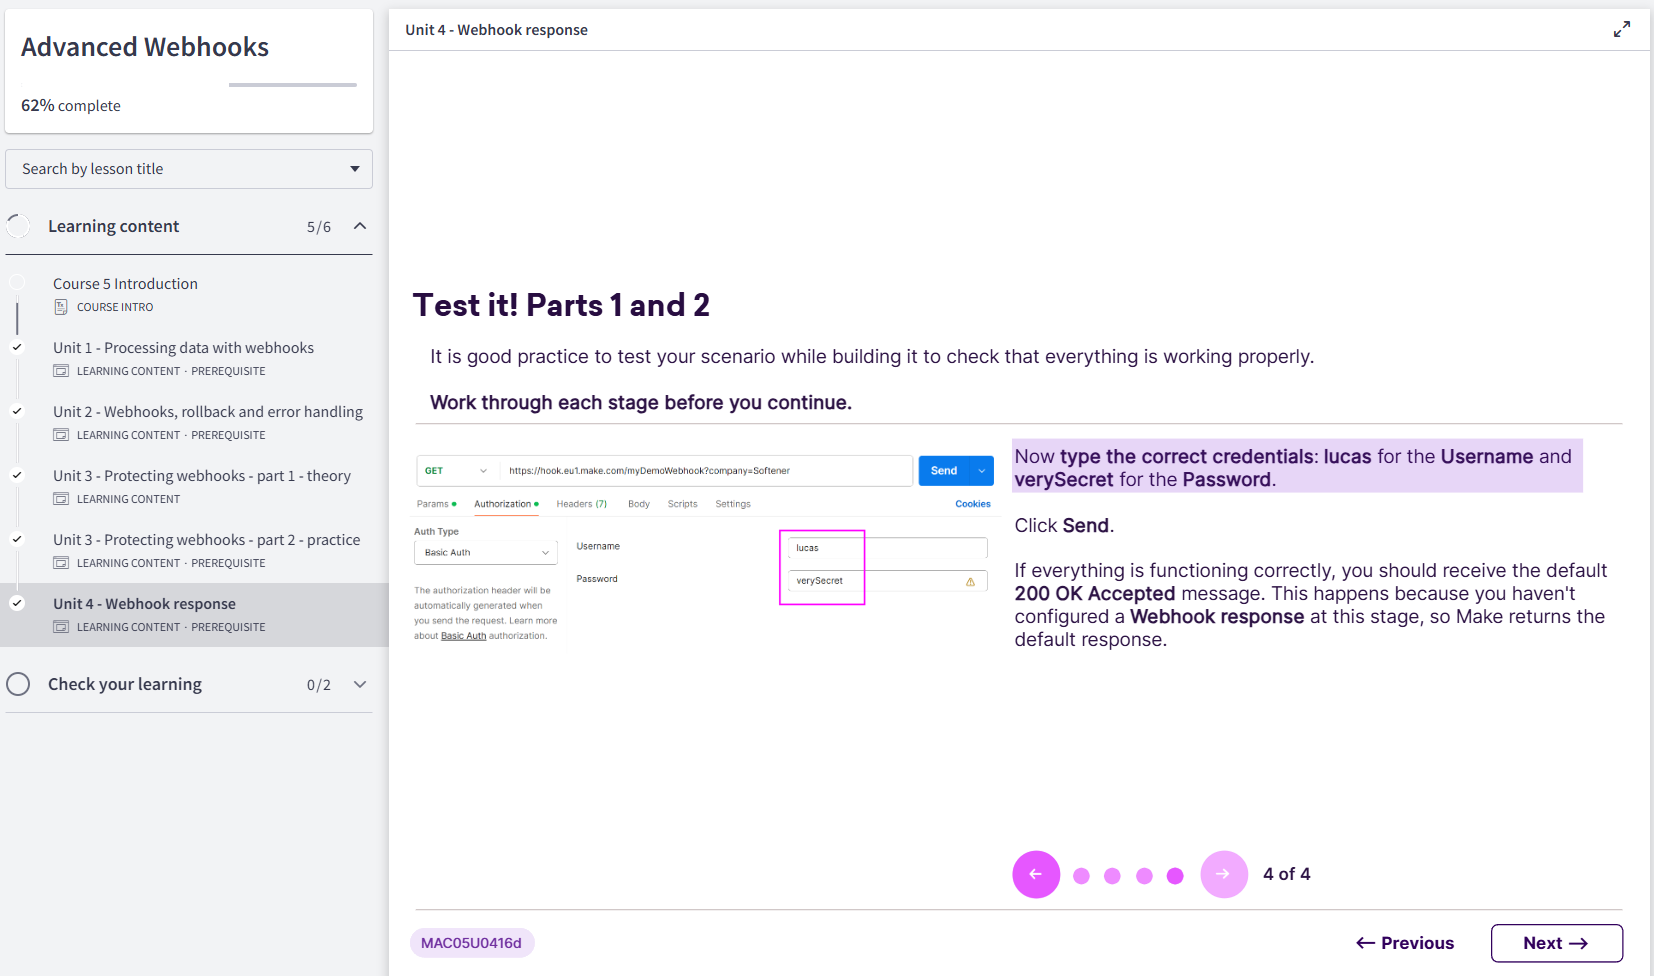 Advanced Webhooks
62% complete
Search by lesson title
Learning content 5/6
Course 5 Introduction
COURSE INTRO
Unit 1 - Processing data with webhooks
LEARNING CONTENT · PREREQUISITE
Unit 2 - Webhooks, rollback and error handling
LEARNING CONTENT · PREREQUISITE
Unit 3 - Protecting webhooks - part 1 - theory
LEARNING CONTENT
Unit 3 - Protecting webhooks - part 2 - practice
LEARNING CONTENT · PREREQUISITE
Unit 4 - Webhook response
LEARNING CONTENT · PREREQUISITE
Check your learning 0/2
Unit 4 - Webhook response
Test it! Parts 1 and 2
It is good practice to test your scenario while building it to check that everything is working properly.
Work through each stage before you continue.
GET https://hook.eu1.make.com/myDemoWebhook?company=Softener Send
Params Authorization Headers (7) Body Scripts Settings Cookies
Auth Type
Basic Auth
The authorization header will be
automatically generated when
you send the request. Learn more
about Basic Auth authorization.
Username lucas
Password verySecret
Now type the correct credentials: lucas for the Username and
verySecret for the Password.
Click Send.
If everything is functioning correctly, you should receive the default
200 OK Accepted message. This happens because you haven't
configured a Webhook response at this stage, so Make returns the
default response.
4 of 4
MAC05U0416d
← Previous
Next →